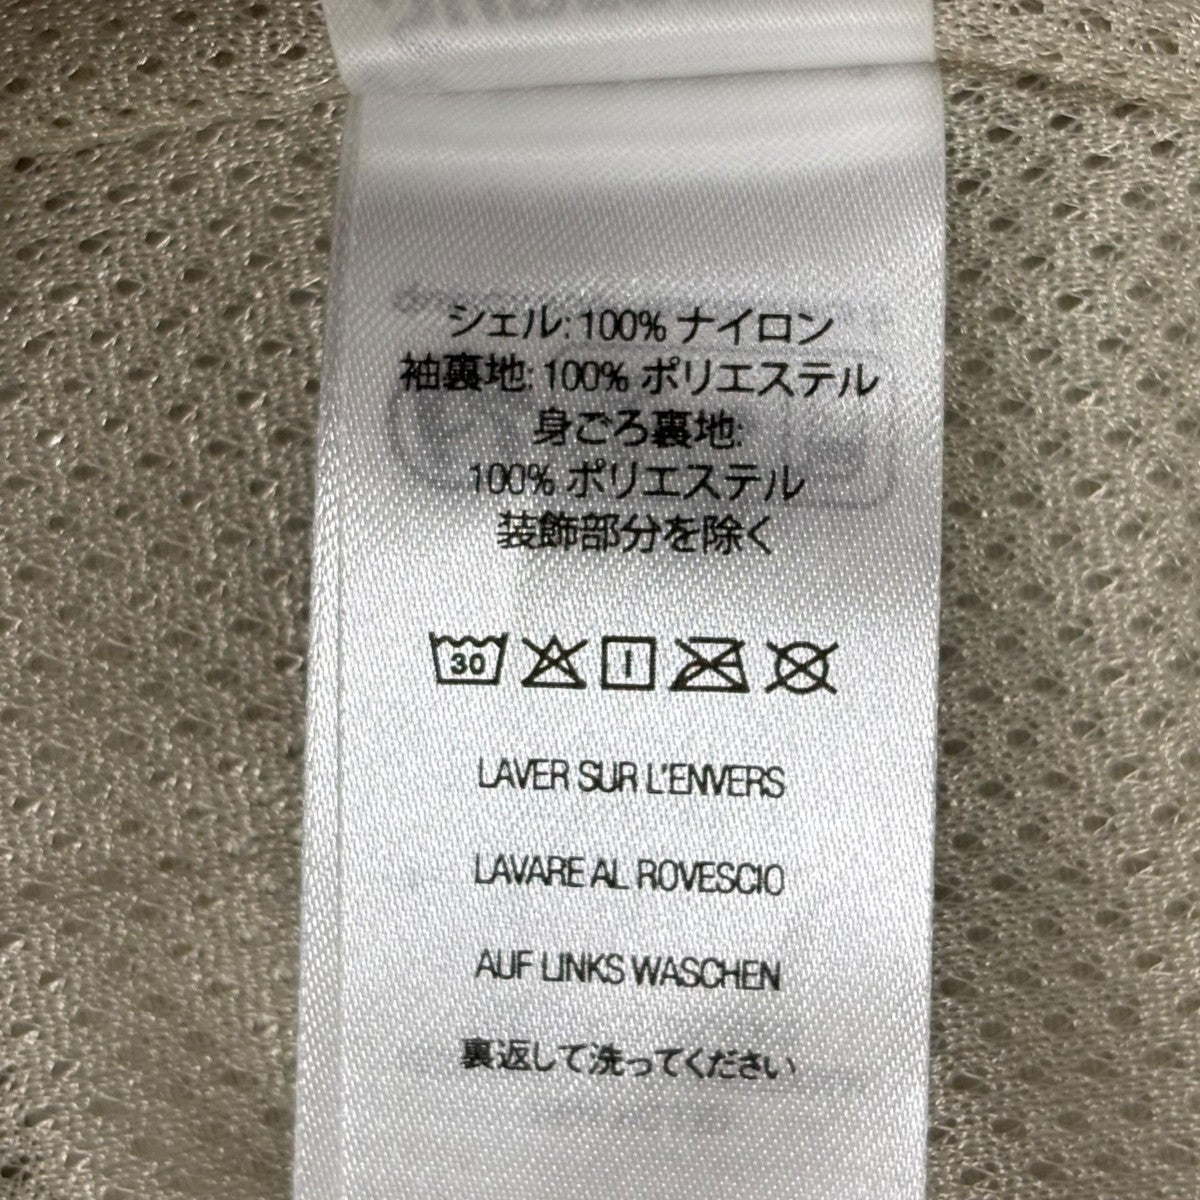 シェル: 100% ナイロン
袖裏地: 100% ポリエステル
身ごろ裏地:
100% ポリエステル
装飾部分を除く
30
LAVER SUR L'ENVERS
LAVARE AL ROVESCIO
AUF LINKS WASCHEN
裏返して洗ってください